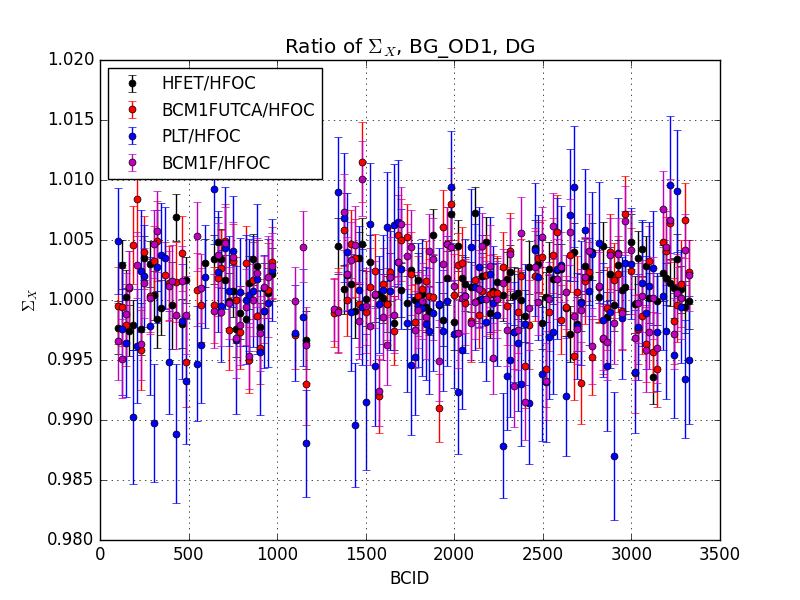 Ratio of Σ_X, BG_OD1, DG
HFET/HFOC
BCM1FUTCA/HFOC
PLT/HFOC
BCM1F/HFOC
Σ_X
1.020
1.015
1.010
1.005
1.000
0.995
0.990
0.985
0.980
0 500 1000 1500 2000 2500 3000 3500
BCID